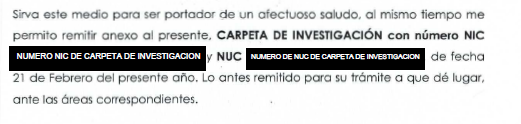 Sirva este medio para ser portador de un afectuoso saludo, al mismo tiempo me
permito remitir anexo al presente, CARPETA DE INVESTIGACIÓN con número NIC
NUMERO NIC DE CARPETA DE INVESTIGACION y NUC NUMERO DE NUC DE CARPETA DE INVESTIGACION de fecha
21 de Febrero del presente año. Lo antes remitido para su trámite a que dé lugar,
ante las áreas correspondientes.